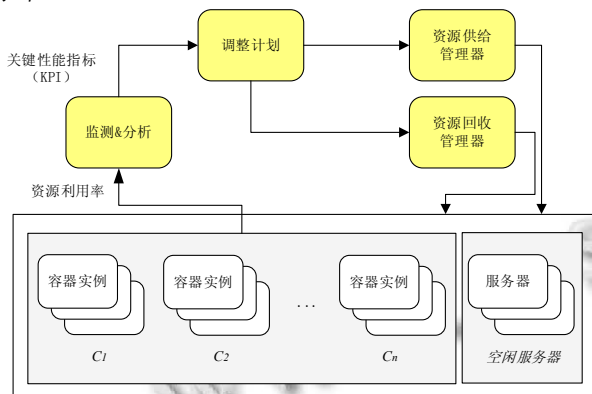 关键性能指标
（KPI）
调整计划
资源供给
管理器
监测&分析
资源回收
管理器
资源利用率
容器实例
容器实例
...
容器实例
服务器
C1
C2
Cn
空闲服务器